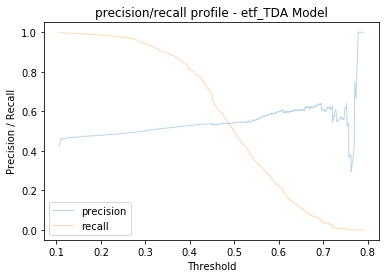 precision/recall profile - etf_TDA Model
Precision / Recall
1.0
0.8
0.6
0.4
0.2
0.0
precision
recall
0.1 0.2 0.3 0.4 0.5 0.6 0.7 0.8
Threshold